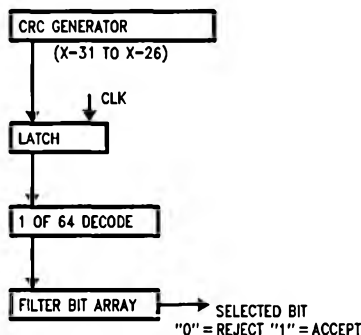 CRC GENERATOR
(X-31 TO X-26)
CLK
LATCH
1 OF 64 DECODE
FILTER BIT ARRAY
SELECTED BIT
"0" = REJECT "1" = ACCEPT